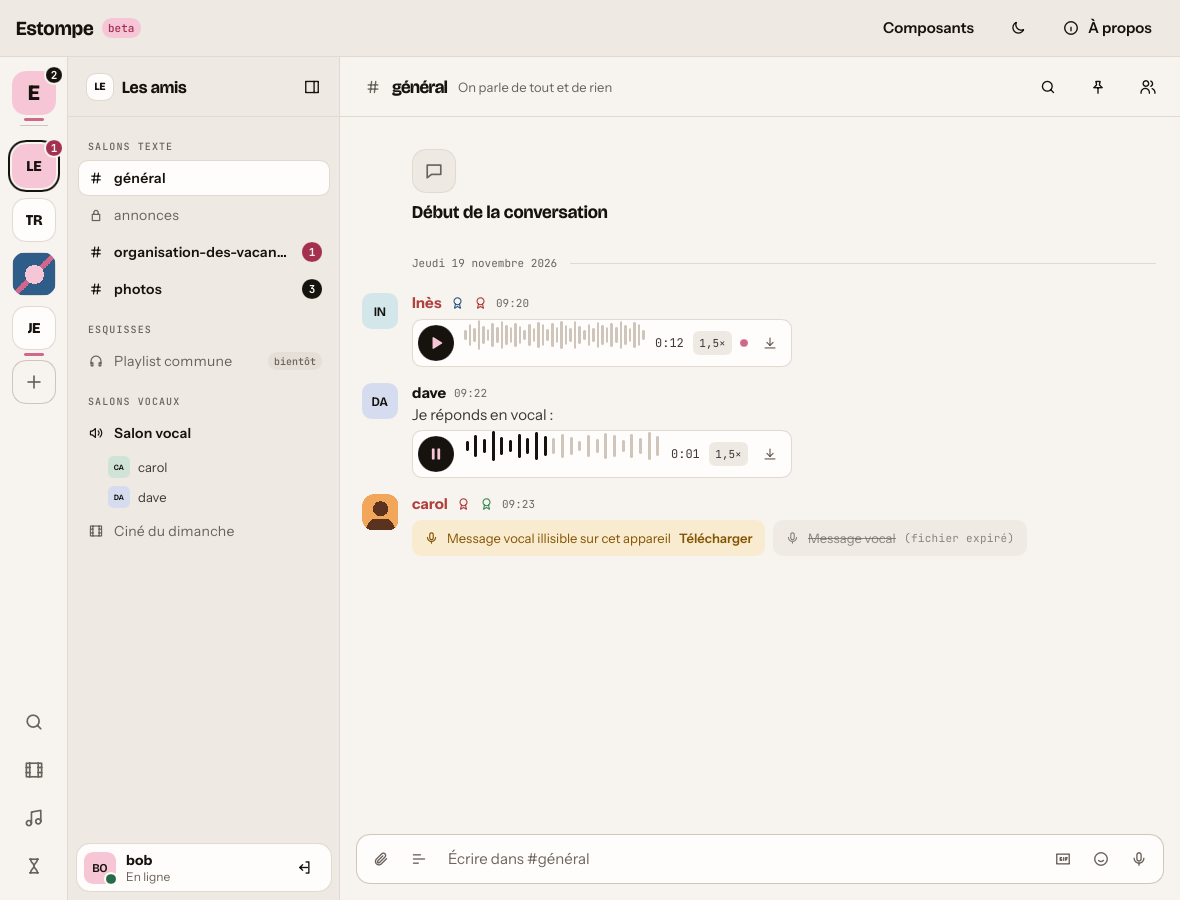 Estompe beta
Composants
À propos
E 2
LE 1
TR
JE
LE Les amis
SALONS TEXTE
général
annonces
organisation-des-vacan… 1
photos 3
ESQUISSES
Playlist commune bientôt
SALONS VOCAUX
Salon vocal
CA carol
DA dave
Ciné du dimanche
BO bob
En ligne
# général On parle de tout et de rien
Début de la conversation
Jeudi 19 novembre 2026
IN Inès 09:20
0:12 1,5×
DA dave 09:22
Je réponds en vocal :
0:01 1,5×
carol 09:23
Message vocal illisible sur cet appareil Télécharger
Message vocal (fichier expiré)
Écrire dans #général
GIF